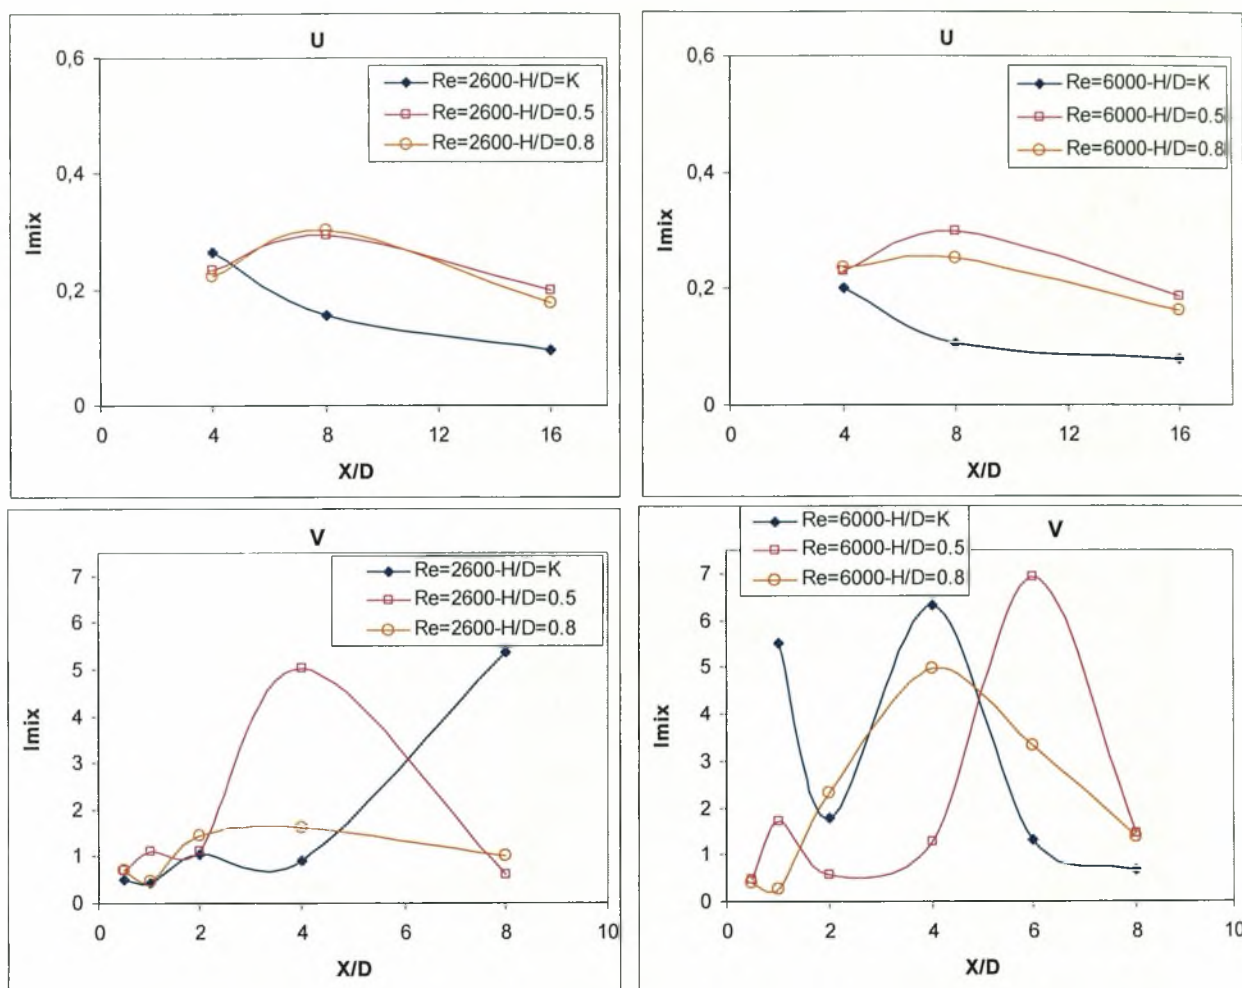 U
Re=2600-H/D=K
Re=2600-H/D=0.5
Re=2600-H/D=0.8
0,6
0,4
0,2
0
Imix
0 4 8 12 16
X/D
U
Re=6000-H/D=K
Re=6000-H/D=0.5
Re=6000-H/D=0.8
0,6
0,4
0,2
0
Imix
0 4 8 12 16
X/D
V
Re=2600-H/D=K
Re=2600-H/D=0.5
Re=2600-H/D=0.8
7
6
5
4
3
2
1
0
Imix
0 2 4 6 8 10
X/D
V
Re=6000-H/D=K
Re=6000-H/D=0.5
Re=6000-H/D=0.8
7
6
5
4
3
2
1
0
Imix
0 2 4 6 8 10
X/D